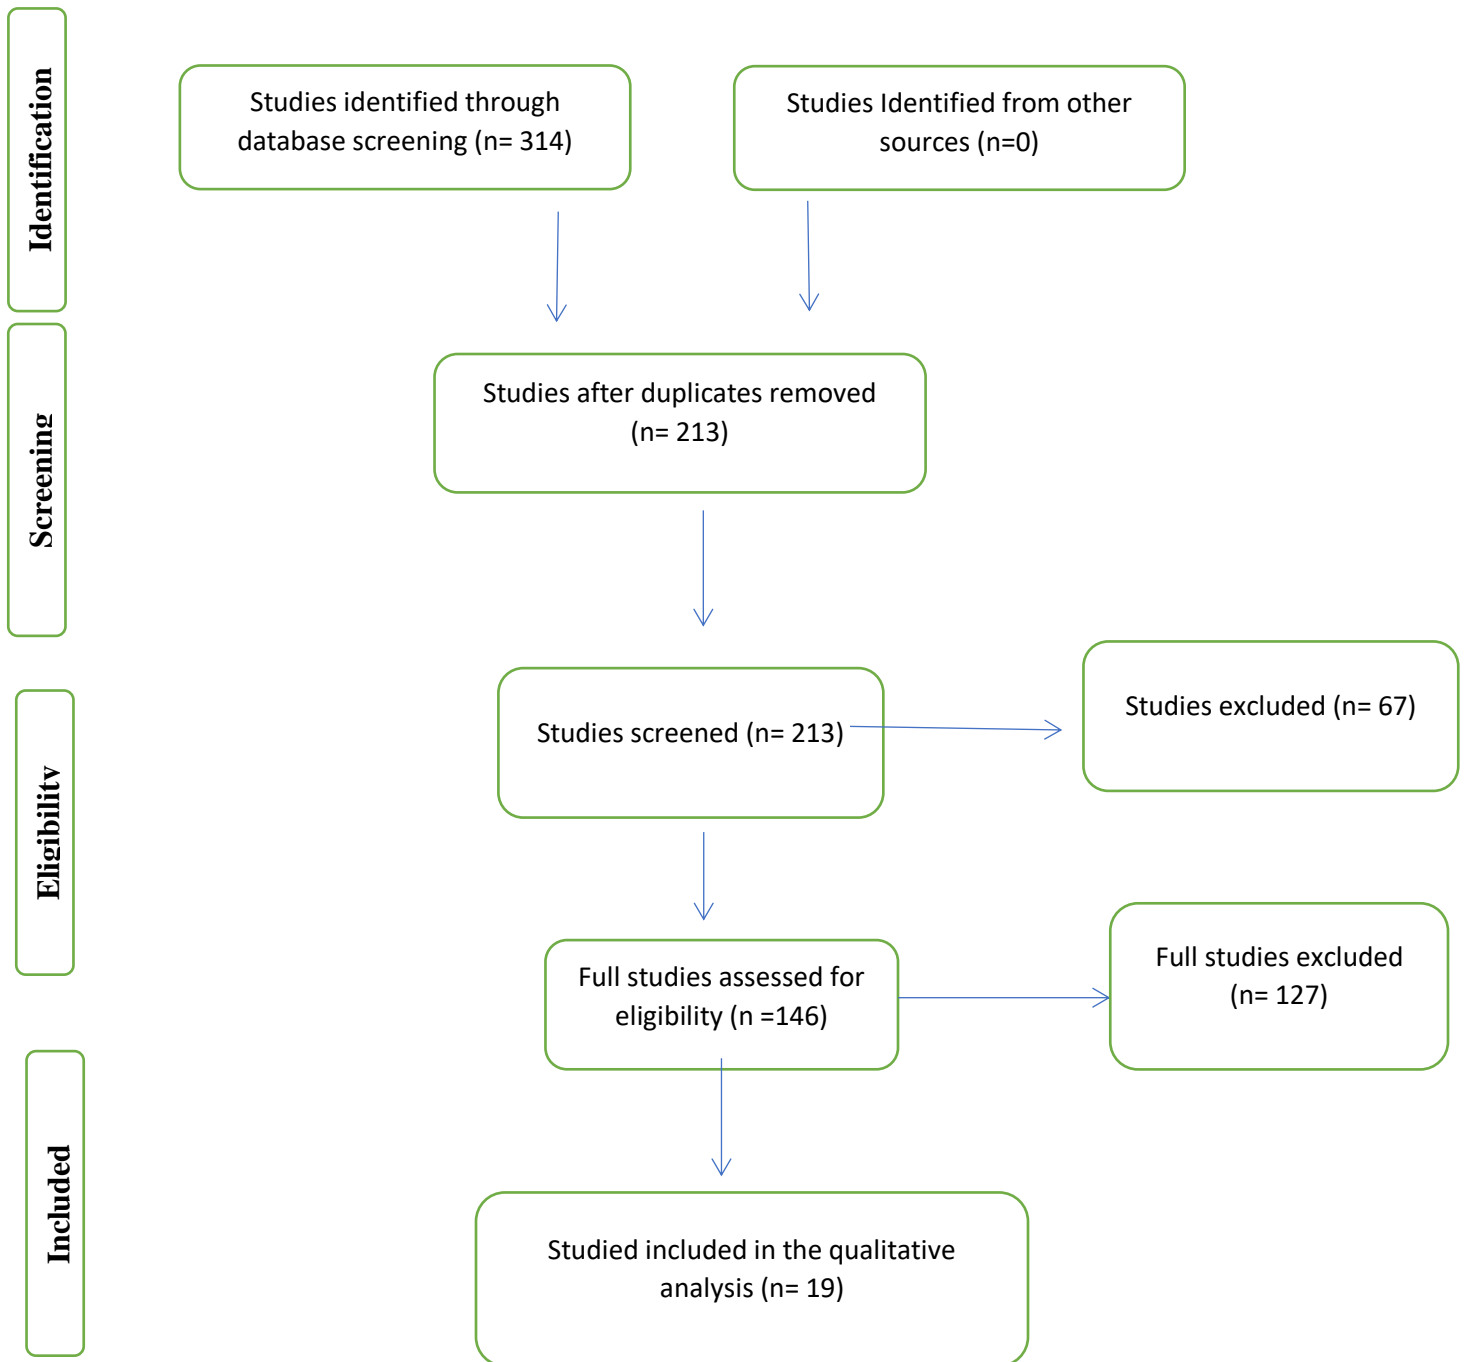 Identification
Studies identified through
database screening (n= 314)
Studies Identified from other
sources (n=0)
Screening
Studies after duplicates removed
(n= 213)
Eligibility
Studies screened (n= 213)
Studies excluded (n= 67)
Full studies assessed for
eligibility (n =146)
Full studies excluded
(n= 127)
Included
Studied included in the qualitative
analysis (n= 19)